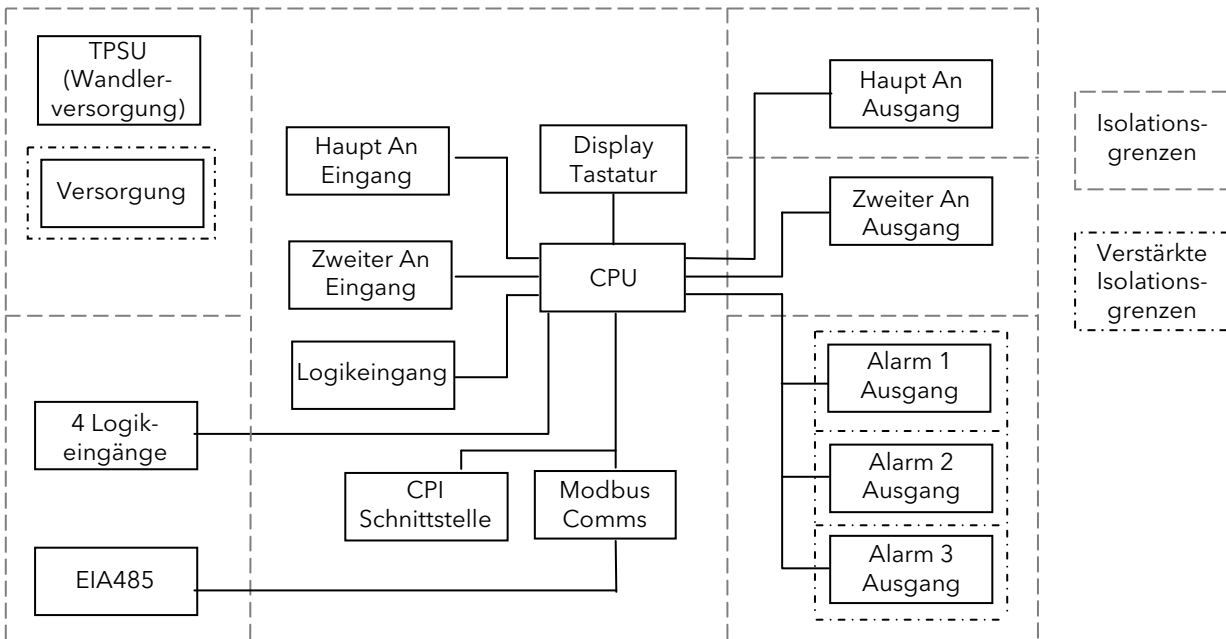 TPSU
(Wandler-
versorgung)
Versorgung
4 Logik-
eingänge
EIA485
Haupt An
Eingang
Zweiter An
Eingang
Logikeingang
CPI
Schnittstelle
Display
Tastatur
CPU
Modbus
Comms
Haupt An
Ausgang
Zweiter An
Ausgang
Alarm 1
Ausgang
Alarm 2
Ausgang
Alarm 3
Ausgang
Isolations-
grenzen
Verstärkte
Isolations-
grenzen